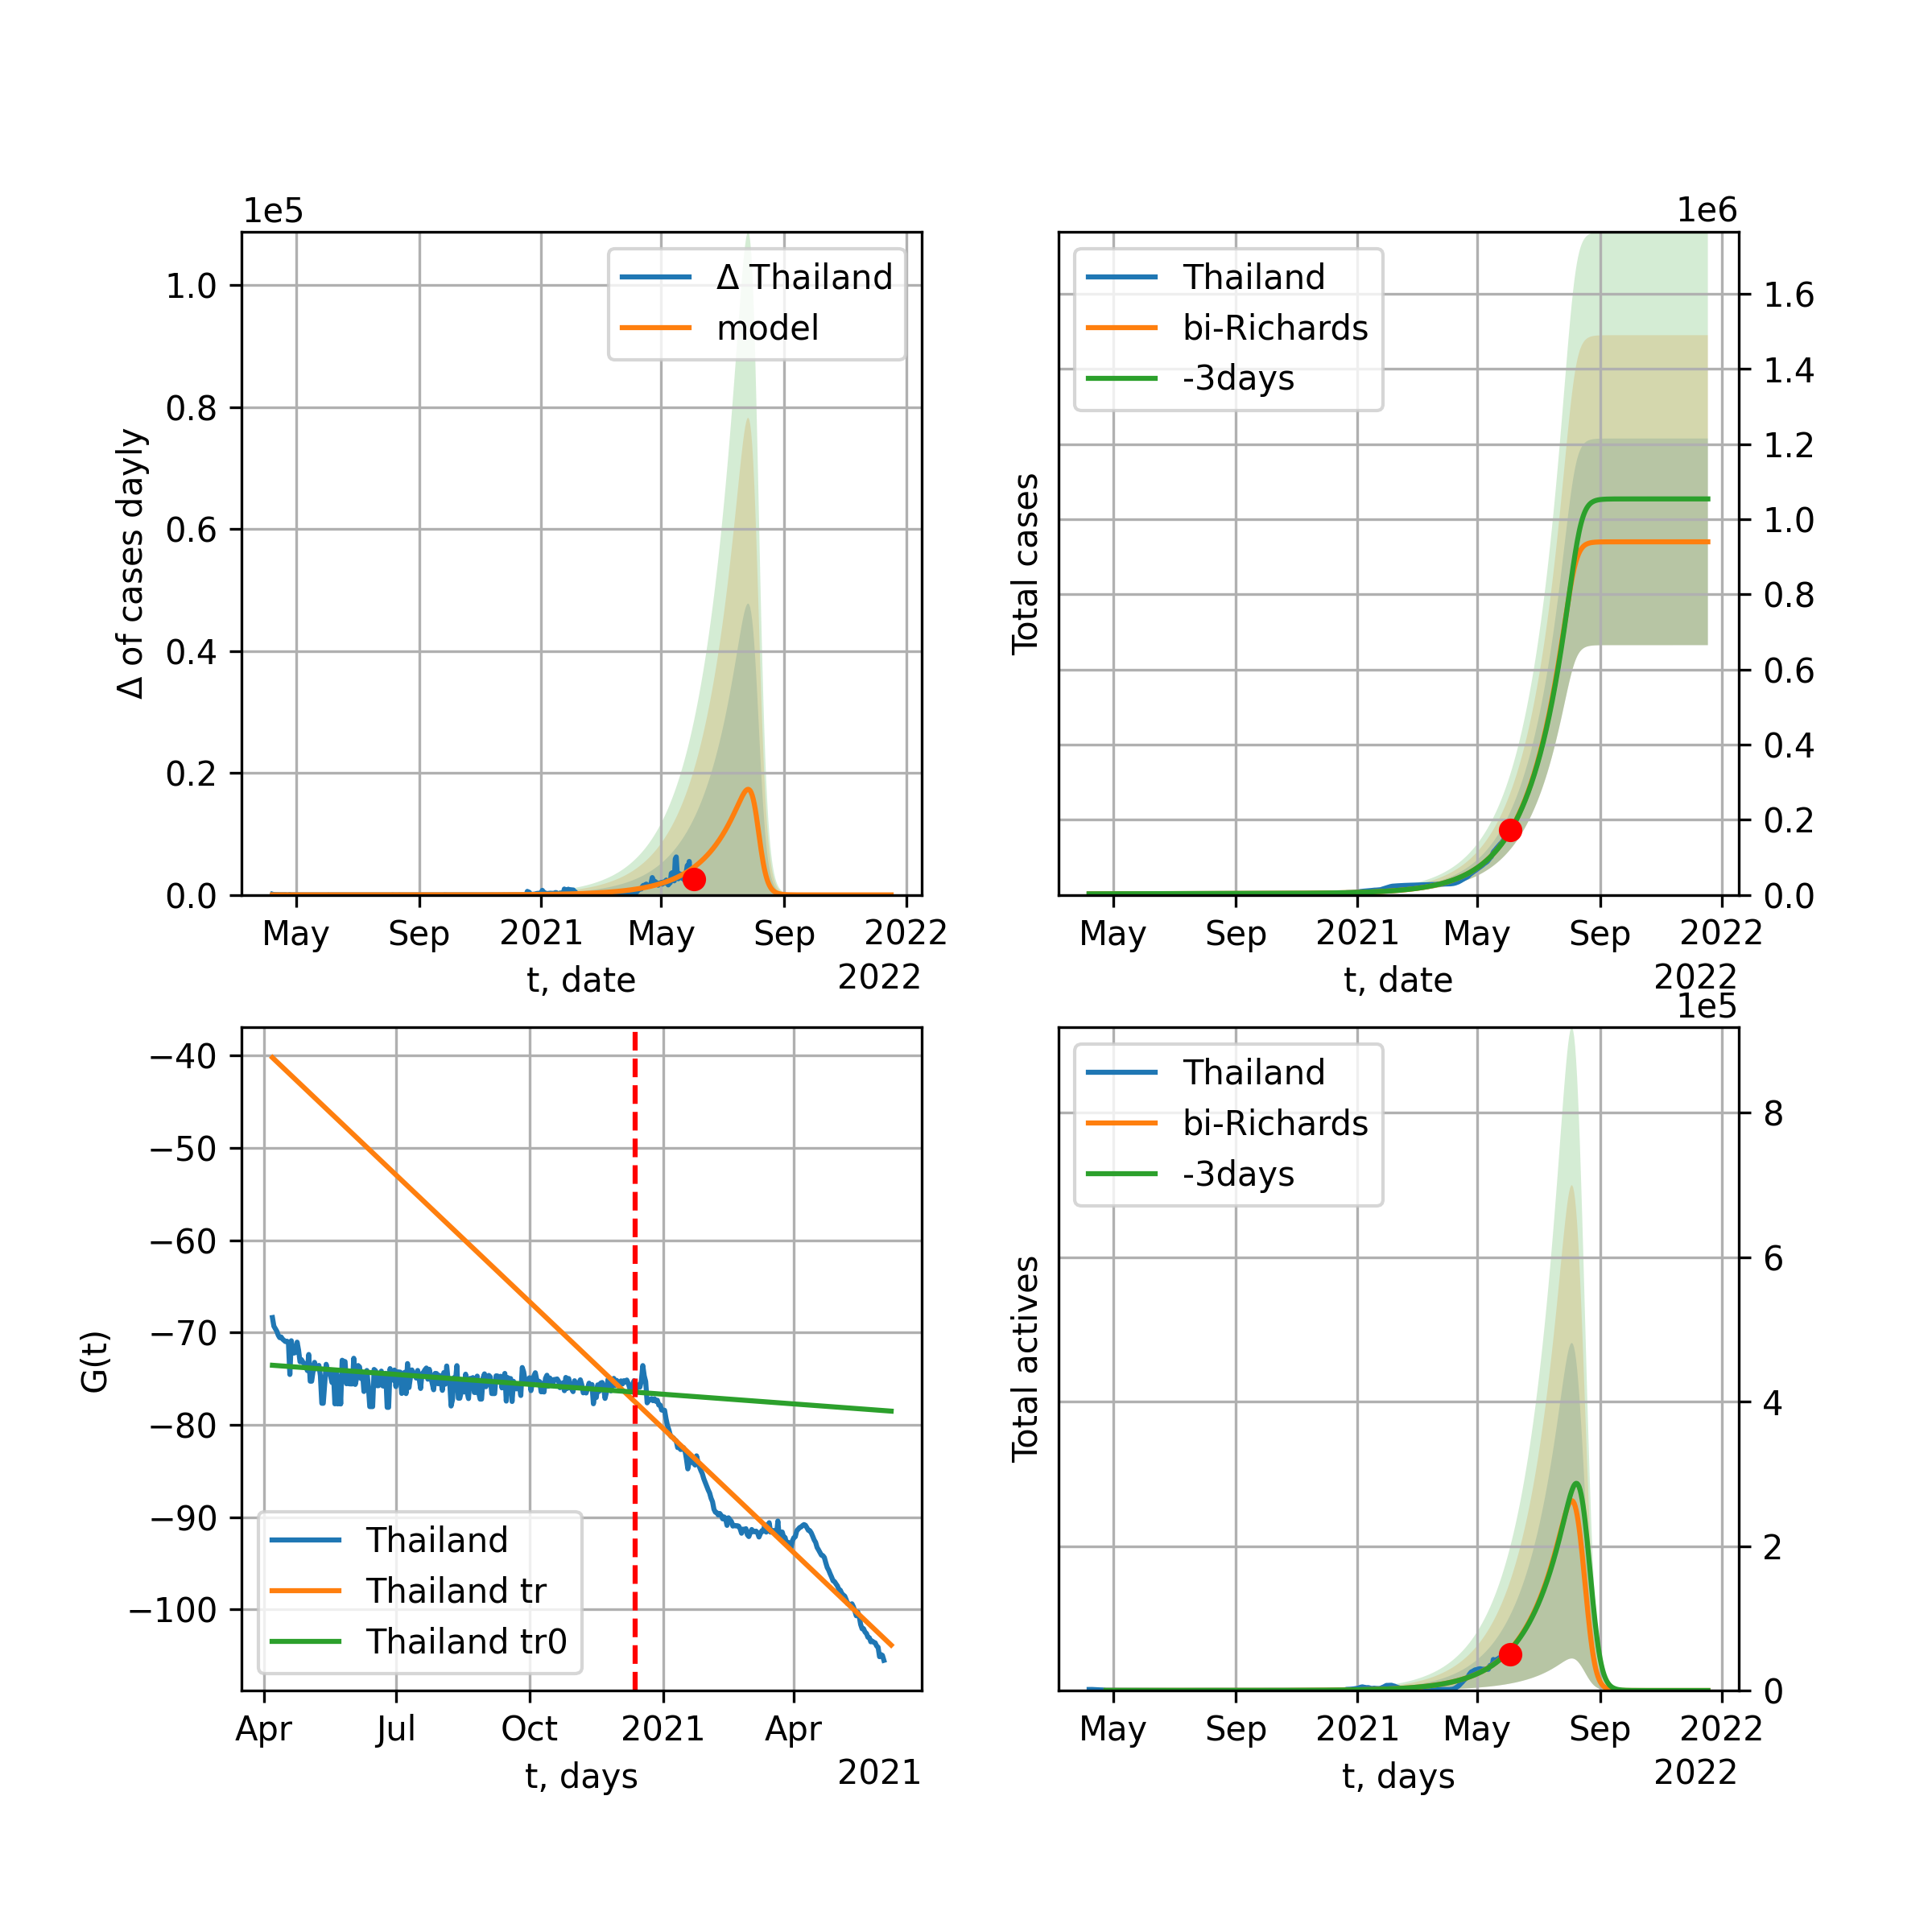 1e5
Δ of cases dayly
1.0
0.8
0.6
0.4
0.2
0.0
Δ Thailand
model
May Sep 2021 May Sep 2022
t, date
2022
1e6
Total cases
Thailand
bi-Richards
-3days
1.6
1.4
1.2
1.0
0.8
0.6
0.4
0.2
0.0
May Sep 2021 May Sep 2022
t, date
2022
G(t)
−40
−50
−60
−70
−80
−90
−100
Thailand
Thailand tr
Thailand tr0
Apr Jul Oct 2021 Apr
t, days
2021
1e5
Total actives
Thailand
bi-Richards
-3days
8
6
4
2
0
May Sep 2021 May Sep 2022
t, days
2022